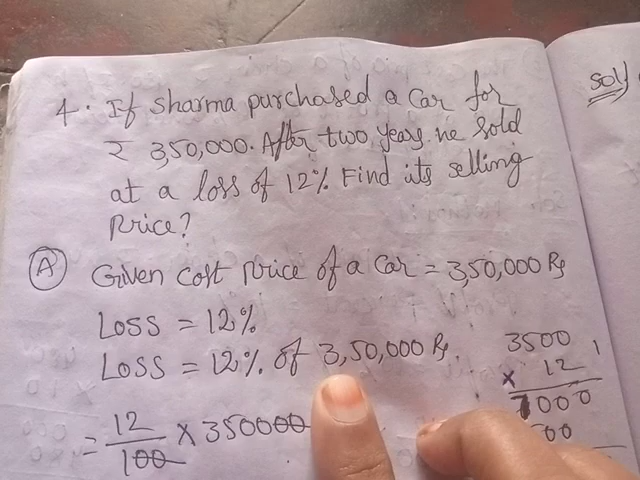 4. If Sharma purchased a car for
₹ 3,50,000. After two years he sold
at a loss of 12% Find its selling
Price?
(A) Given cost price of a car = 3,50,000 Rs
Loss = 12%
Loss = 12% of 3,50,000 Rs.
= 12/100 × 350000
3500
× 12
7000
soly